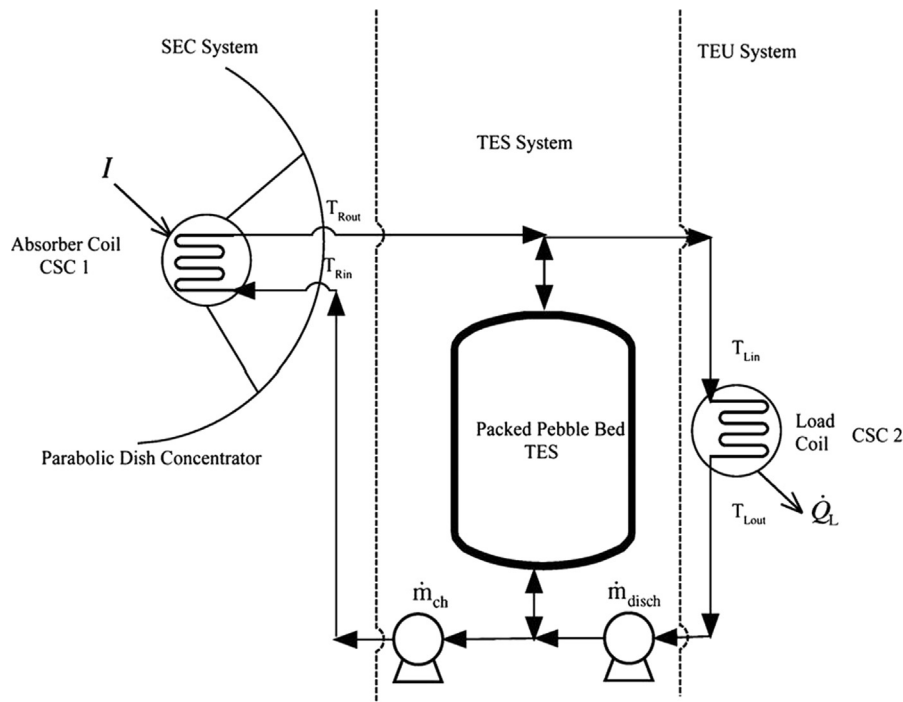 SEC System
TEU System
TES System
I
T_Rout
Absorber Coil
CSC 1
T_Rin
T_Lin
Packed Pebble Bed
TES
Load
Coil
CSC 2
Parabolic Dish Concentrator
T_Lout
Q̇_L
ṁ_ch
ṁ_disch